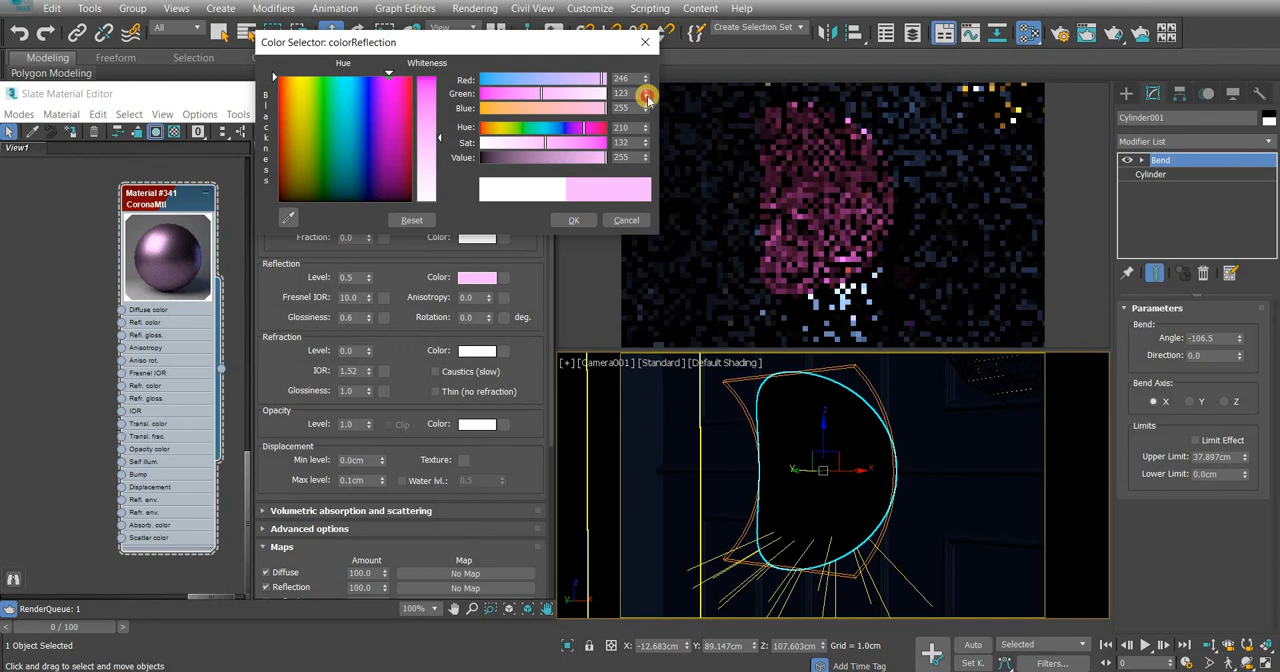 Edit Tools Group Views Create Modifiers Animation Graph Editors Rendering Civil View Customize Scripting Content Help
All View Create Selection Set
Modeling Freeform Selection
Polygon Modeling
Slate Material Editor
Modes Material Edit Select View Options Tools
View1
Material #341
CoronaMtl
Diffuse color
Refl. color
Refl. gloss.
Anisotropy
Aniso rot.
Fresnel IOR
Refr. color
Refr. gloss.
IOR
Transl. color
Transl. frac.
Opacity color
Self illum.
Bump
Displacement
Refl. env.
Refr. env.
Absorb. color
Scatter color
RenderQueue: 1
0 / 100
1 Object Selected
Click and drag to select and move objects
Color Selector: colorReflection
Hue Whiteness
Blackness
Red: 246
Green: 123
Blue: 255
Hue: 210
Sat: 132
Value: 255
Reset OK Cancel
Fraction: 0.0 Color:
Reflection
Level: 0.5 Color:
Fresnel IOR: 10.0 Anisotropy: 0.0
Glossiness: 0.6 Rotation: 0.0 deg.
Refraction
Level: 0.0 Color:
IOR: 1.52 Caustics (slow)
Glossiness: 1.0 Thin (no refraction)
Opacity
Level: 1.0 Clip Color:
Displacement
Min level: 0.0cm Texture:
Max level: 0.1cm Water lvl.: 0.5
Volumetric absorption and scattering
Advanced options
Maps
Amount Map
Diffuse 100.0 No Map
Reflection 100.0 No Map
100%
[+] [Camera001] [Standard] [Default Shading]
z
y x
z
x
Cylinder001
Modifier List
Bend
Cylinder
Parameters
Bend:
Angle: -106.5
Direction: 0.0
Bend Axis:
X Y Z
Limits
Limit Effect
Upper Limit: 37.897cm
Lower Limit: 0.0cm
X: -12.683cm Y: 89.147cm Z: 107.603cm Grid = 1.0cm
Add Time Tag
Auto Selected
Set K. Filters...
0